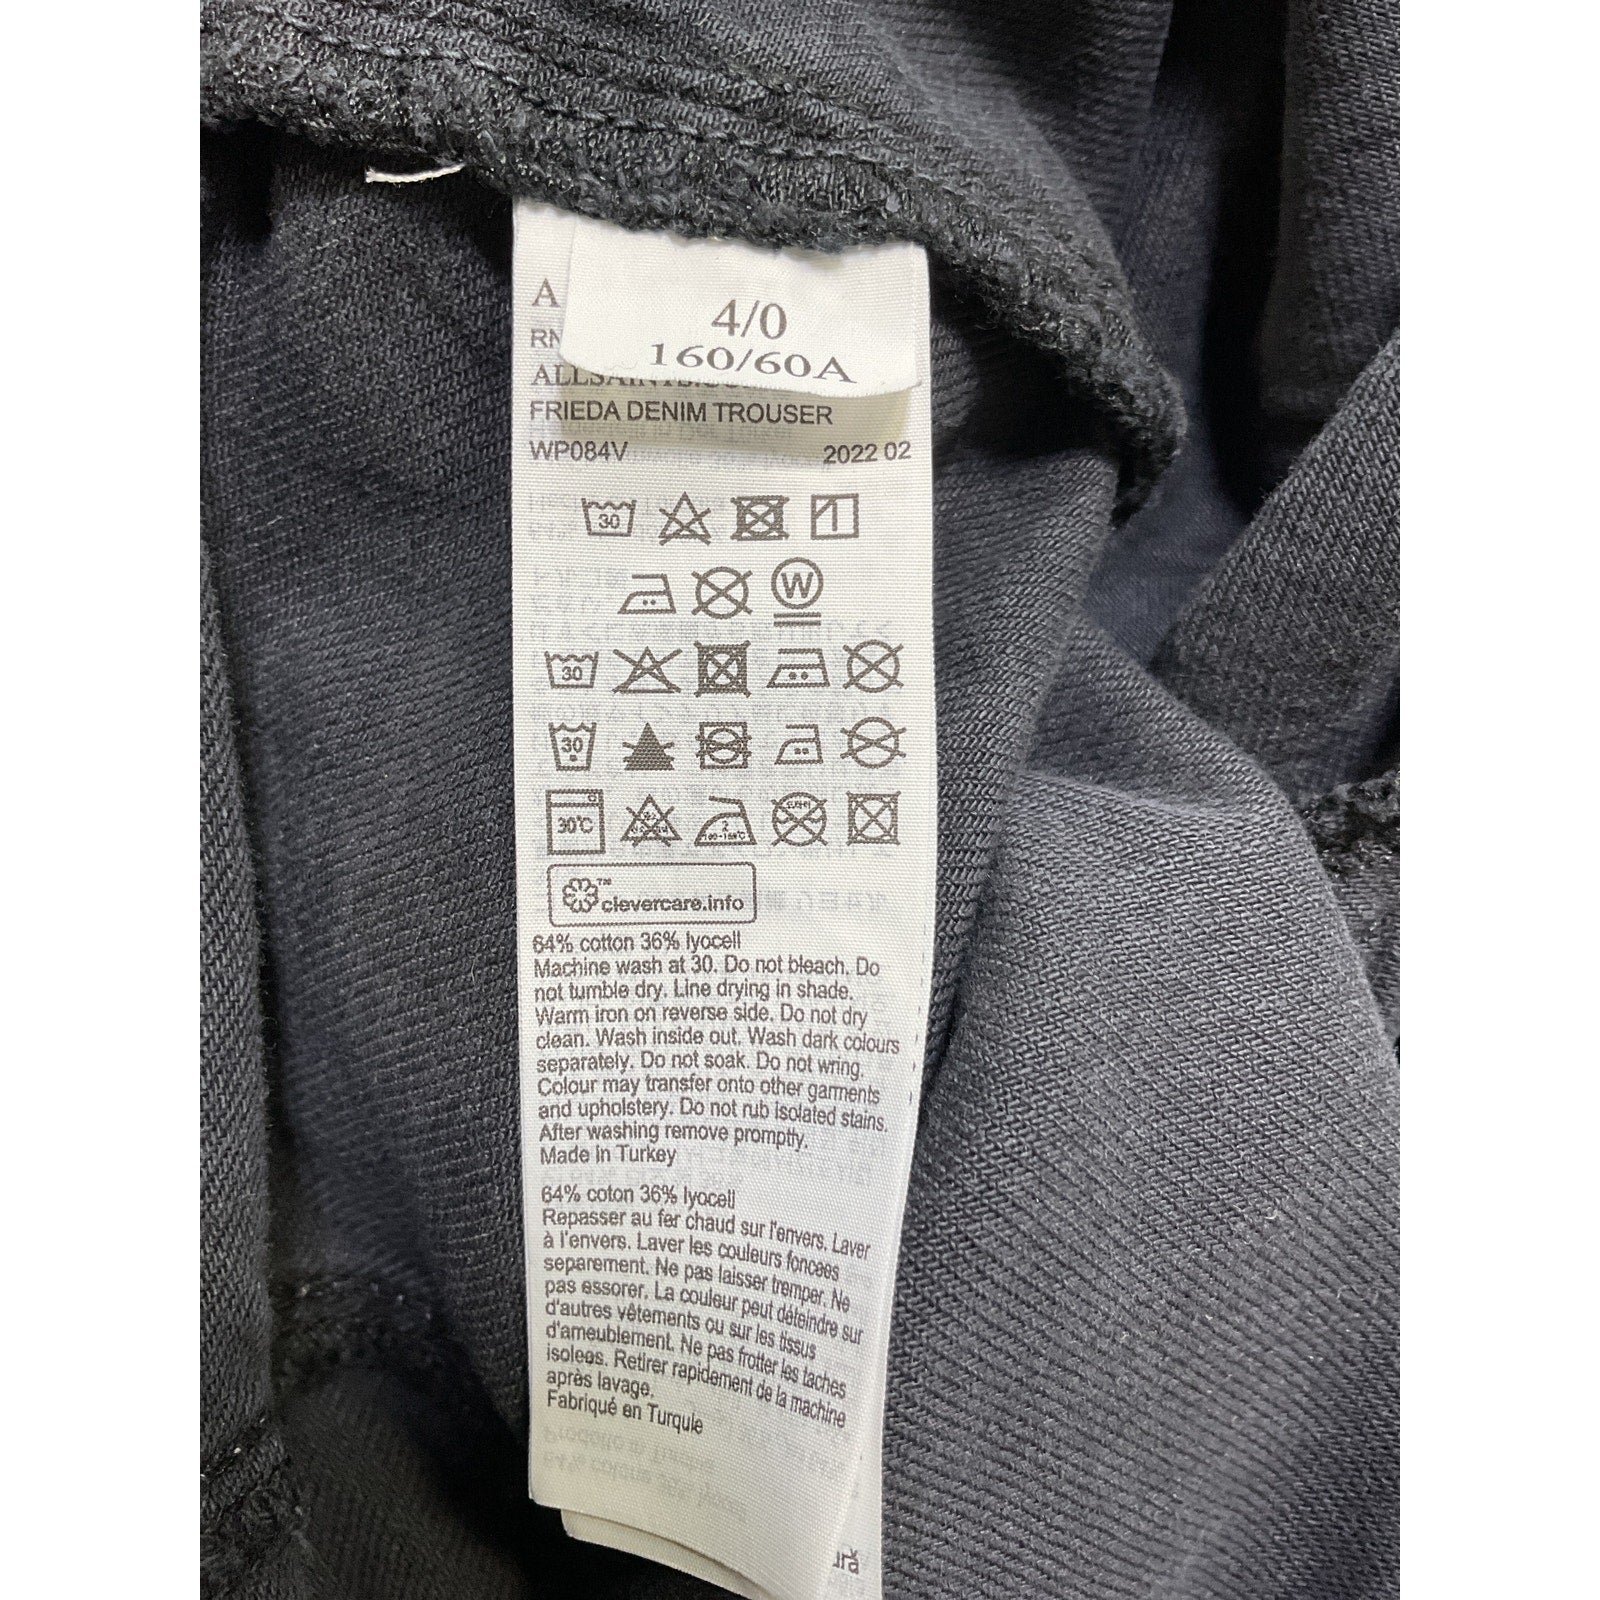 4/0
160/60A
A
RN
FRIEDA DENIM TROUSER
WP084V 2022 02
30
W
30
30
30°C
clevercare.info
64% cotton 36% lyocell
Machine wash at 30. Do not bleach. Do
not tumble dry. Line drying in shade.
Warm iron on reverse side. Do not dry
clean. Wash inside out. Wash dark colours
separately. Do not soak. Do not wring.
Colour may transfer onto other garments
and upholstery. Do not rub isolated stains.
After washing remove promptly.
Made in Turkey
64% coton 36% lyocell
Repasser au fer chaud sur l'envers. Laver
à l'envers. Laver les couleurs foncees
separement. Ne pas laisser tremper. Ne
pas essorer. La couleur peut déteindre sur
d'autres vêtements ou sur les tissus
d'ameublement. Ne pas frotter les taches
isolees. Retirer rapidement de la machine
après lavage.
Fabriqué en Turquie